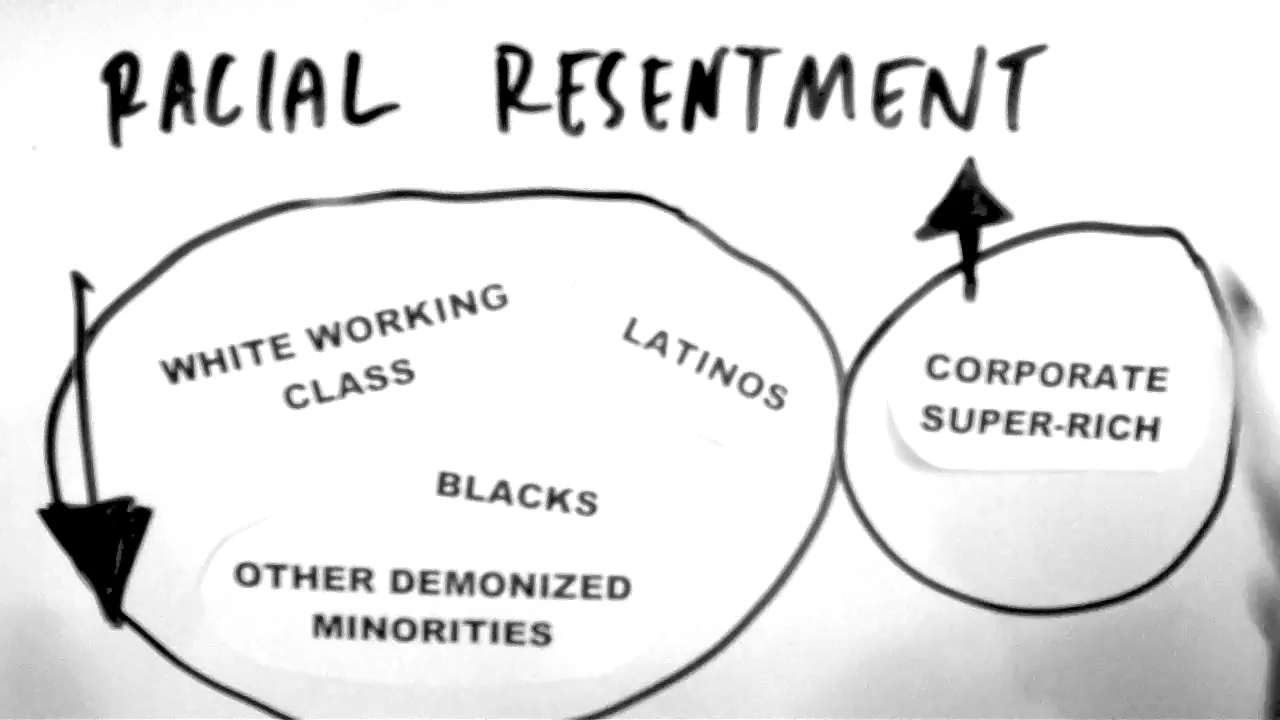 RACIAL RESENTMENT
WHITE WORKING
CLASS
LATINOS
BLACKS
OTHER DEMONIZED
MINORITIES
CORPORATE
SUPER-RICH